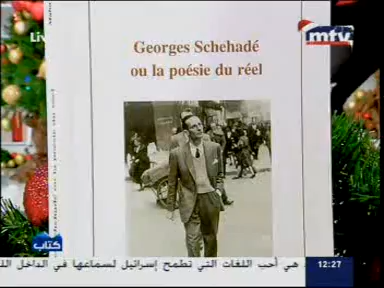 Live
mtv
Georges Schehadé
ou la poésie du réel
كتاب
هي أحب اللغات التي تطمح إسرائيل لسماعها في الداخل الل
12:27